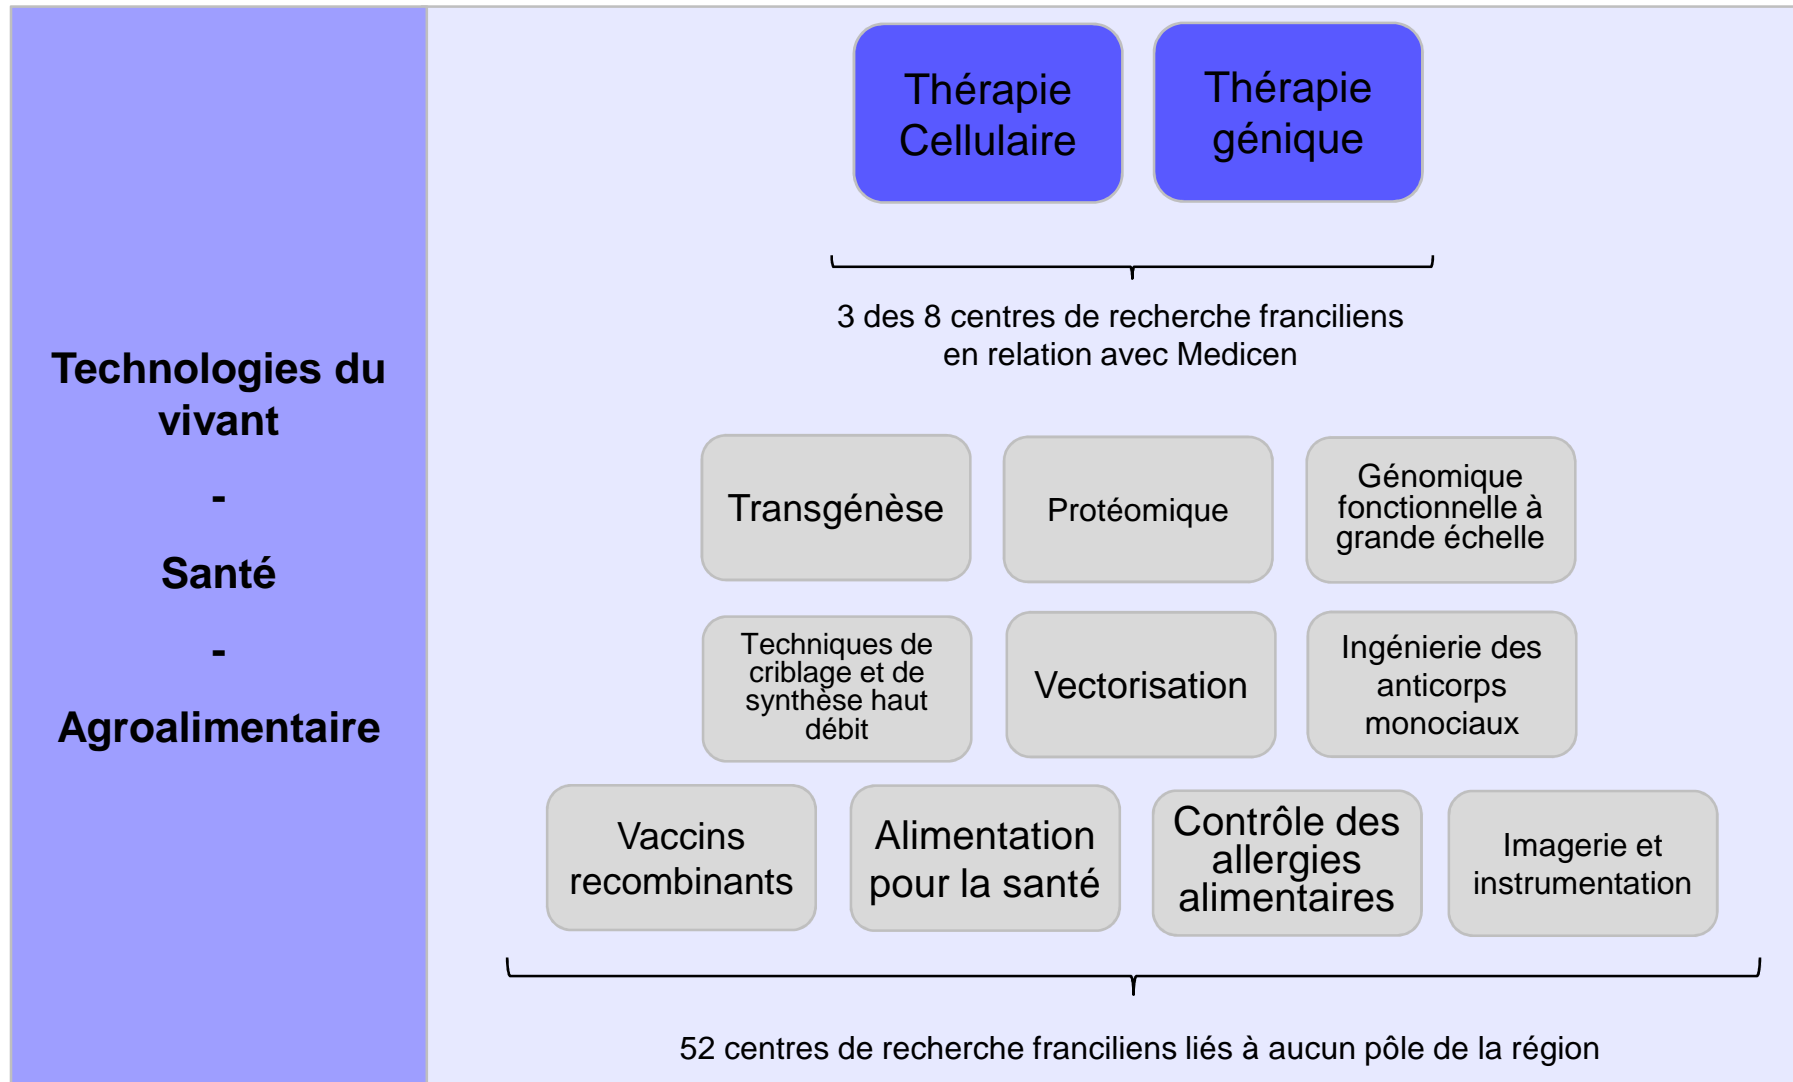 Technologies du
vivant
-
Santé
-
Agroalimentaire
Thérapie
Cellulaire
Thérapie
génique
3 des 8 centres de recherche franciliens
en relation avec Medicen
Transgénèse
Protéomique
Génomique
fonctionnelle à
grande échelle
Techniques de
criblage et de
synthèse haut
débit
Vectorisation
Ingénierie des
anticorps
monociaux
Vaccins
recombinants
Alimentation
pour la santé
Contrôle des
allergies
alimentaires
Imagerie et
instrumentation
52 centres de recherche franciliens liés à aucun pôle de la région